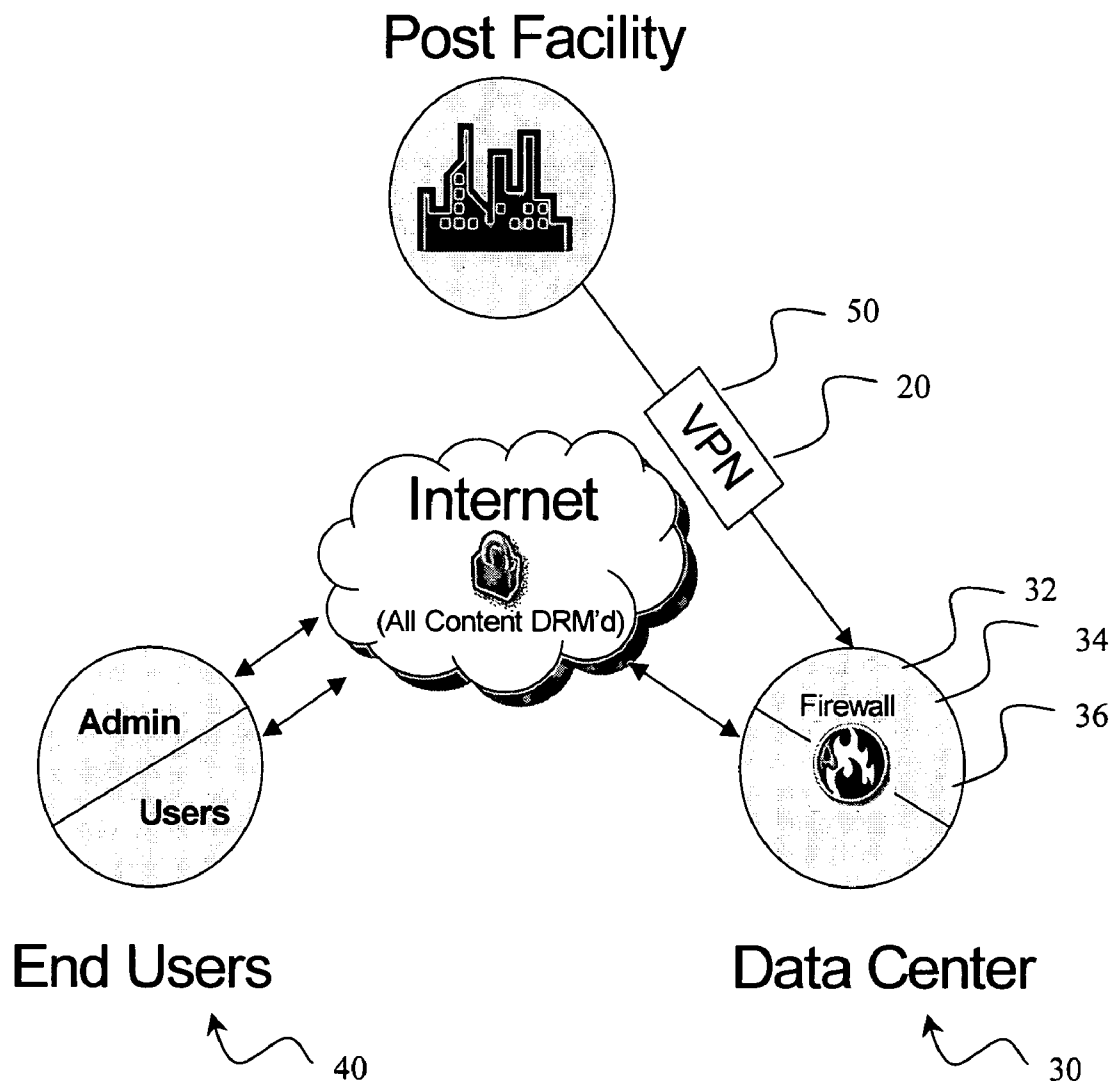 Post Facility
50
20
VPN
Internet
(All Content DRM'd)
32
34
36
Firewall
Admin
Users
End Users
Data Center
40
30